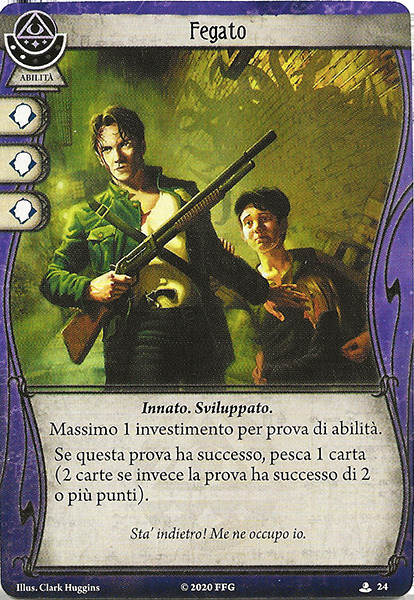 Fegato
ABILITÀ
Innato. Sviluppato.
Massimo 1 investimento per prova di abilità.
Se questa prova ha successo, pesca 1 carta
(2 carte se invece la prova ha successo di 2
o più punti).
Sta' indietro! Me ne occupo io.
Illus. Clark Huggins
© 2020 FFG
24